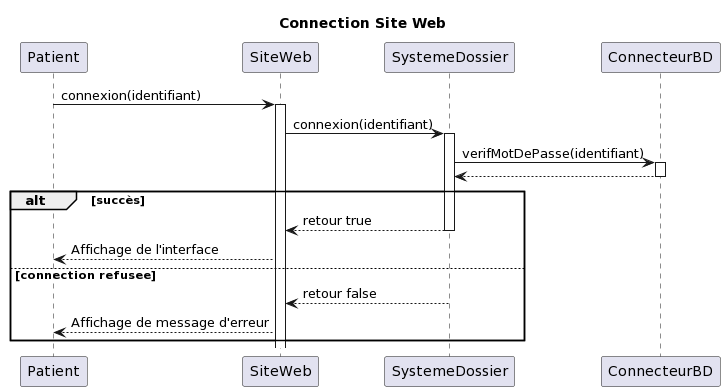 Connection Site Web
Patient SiteWeb SystemeDossier ConnecteurBD
connexion(identifiant)
connexion(identifiant)
verifMotDePasse(identifiant)
alt [succès]
retour true
Affichage de l'interface
[connection refusee]
retour false
Affichage de message d'erreur
Patient SiteWeb SystemeDossier ConnecteurBD